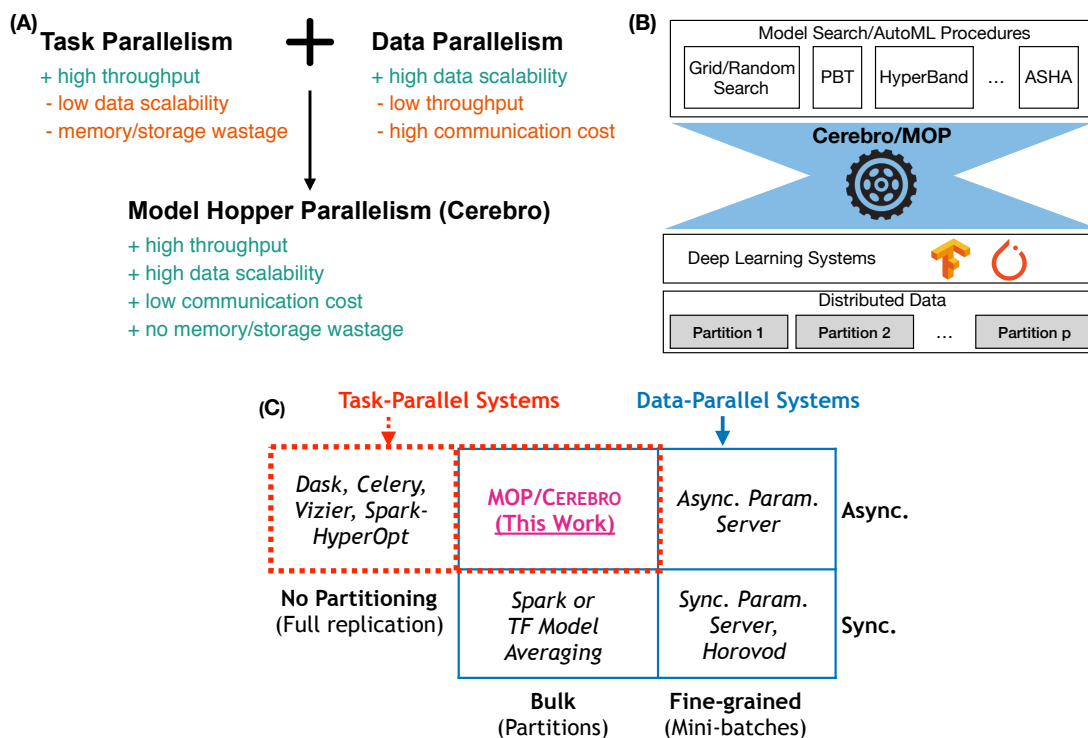 (A)
Task Parallelism
+ high throughput
- low data scalability
- memory/storage wastage
+
Data Parallelism
+ high data scalability
- low throughput
- high communication cost
Model Hopper Parallelism (Cerebro)
+ high throughput
+ high data scalability
+ low communication cost
+ no memory/storage wastage
(B)
Model Search/AutoML Procedures
Grid/Random
Search
PBT
HyperBand
...
ASHA
Cerebro/MOP
Deep Learning Systems
Distributed Data
Partition 1
Partition 2
...
Partition p
(C)
Task-Parallel Systems
Data-Parallel Systems
Dask, Celery,
Vizier, Spark-
HyperOpt
MOP/CEREBRO
(This Work)
Async. Param.
Server
Async.
No Partitioning
(Full replication)
Spark or
TF Model
Averaging
Sync. Param.
Server,
Horovod
Sync.
Bulk
(Partitions)
Fine-grained
(Mini-batches)